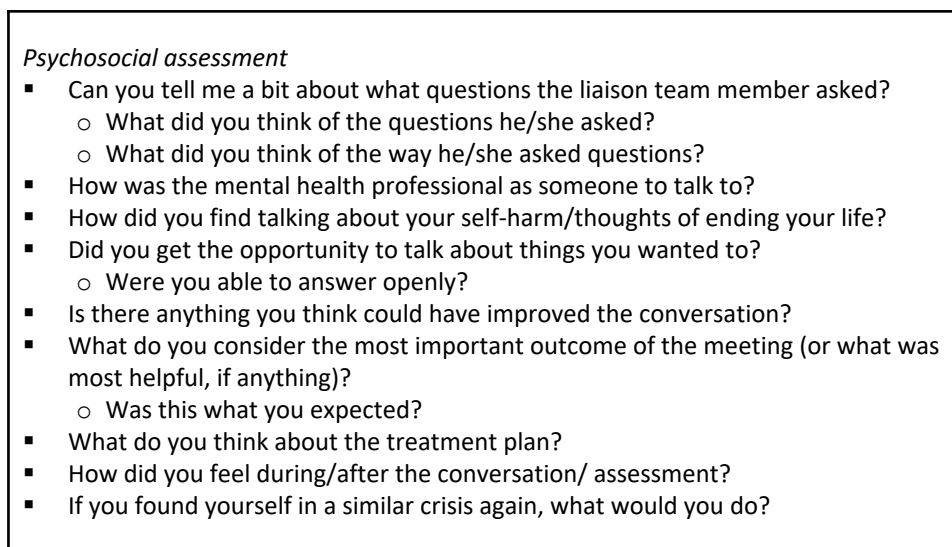 Psychosocial assessment
▪ Can you tell me a bit about what questions the liaison team member asked?
o What did you think of the questions he/she asked?
o What did you think of the way he/she asked questions?
▪ How was the mental health professional as someone to talk to?
▪ How did you find talking about your self-harm/thoughts of ending your life?
▪ Did you get the opportunity to talk about things you wanted to?
o Were you able to answer openly?
▪ Is there anything you think could have improved the conversation?
▪ What do you consider the most important outcome of the meeting (or what was
most helpful, if anything)?
o Was this what you expected?
▪ What do you think about the treatment plan?
▪ How did you feel during/after the conversation/ assessment?
▪ If you found yourself in a similar crisis again, what would you do?